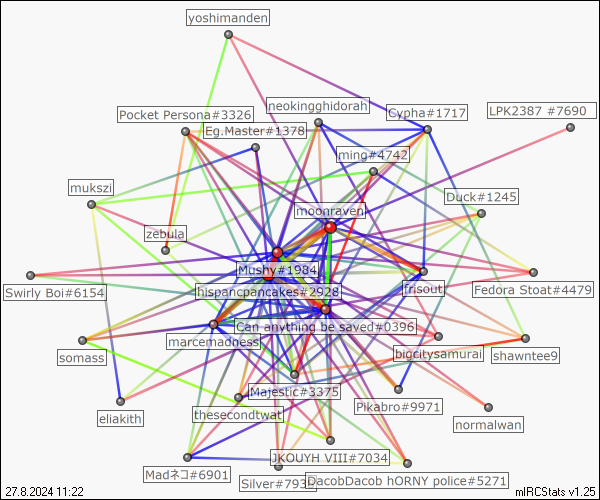 yoshimanden
neokingghidorah
Pocket Persona#3326
Cypha#1717
LPK2387 #7690
Eg.Master#1378
ming#4742
mukszi
Duck#1245
moonraven
zebula
Mushy#1984
Swirly Boi#6154
hispancpancakes#2928
frisout
Fedora Stoat#4479
Can anything be saved#0396
marcemadness
somass
bigcitysamurai
shawntee9
Majestic#3375
eliakith
thesecondtwat
Pikabro#9971
normalwan
JKOUYH VIII#7034
Madネコ#6901
Silver#793
DacobDacob hORNY police#5271
27.8.2024 11:22
mIRCStats v1.25